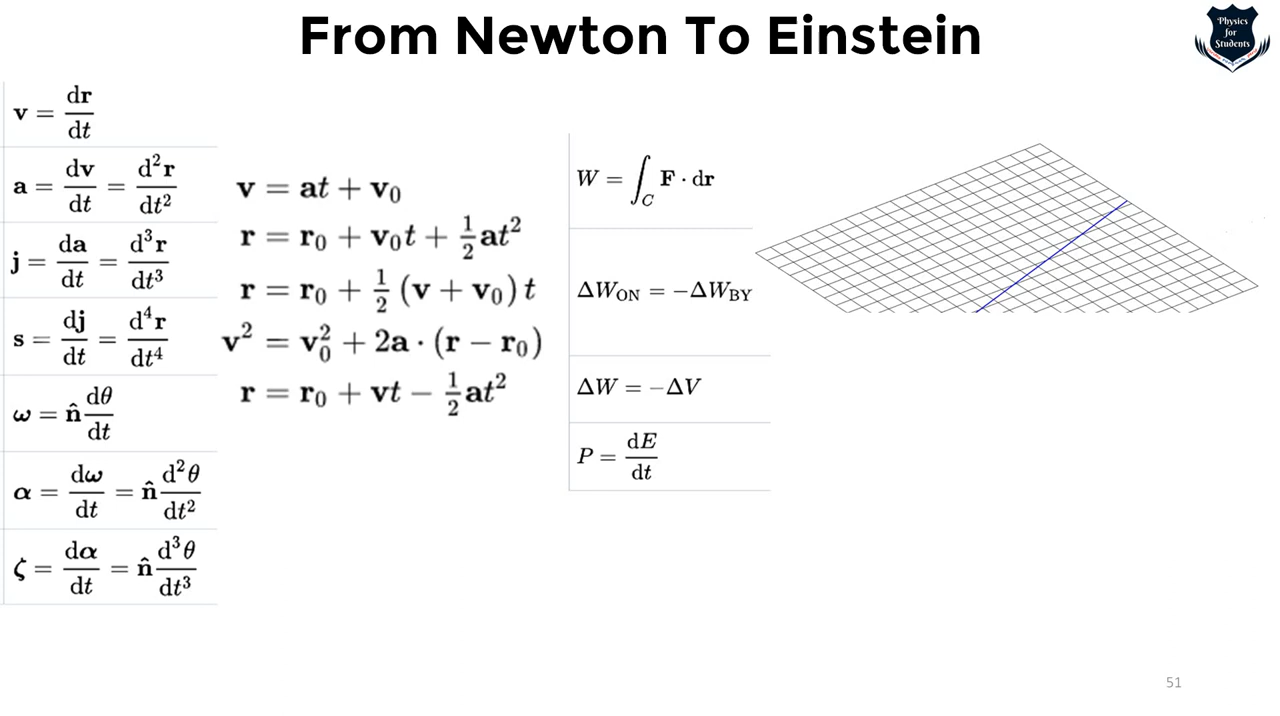 From Newton To Einstein
Physics
for
Students
v = dr/dt
a = dv/dt = d²r/dt²
j = da/dt = d³r/dt³
s = dj/dt = d⁴r/dt⁴
ω = n̂ dθ/dt
α = dω/dt = n̂ d²θ/dt²
ζ = dα/dt = n̂ d³θ/dt³
v = at + v₀
r = r₀ + v₀t + ½at²
r = r₀ + ½ (v + v₀) t
v² = v₀² + 2a · (r − r₀)
r = r₀ + vt − ½at²
W = ∫_C F · dr
ΔW_ON = −ΔW_BY
ΔW = −ΔV
P = dE/dt
51